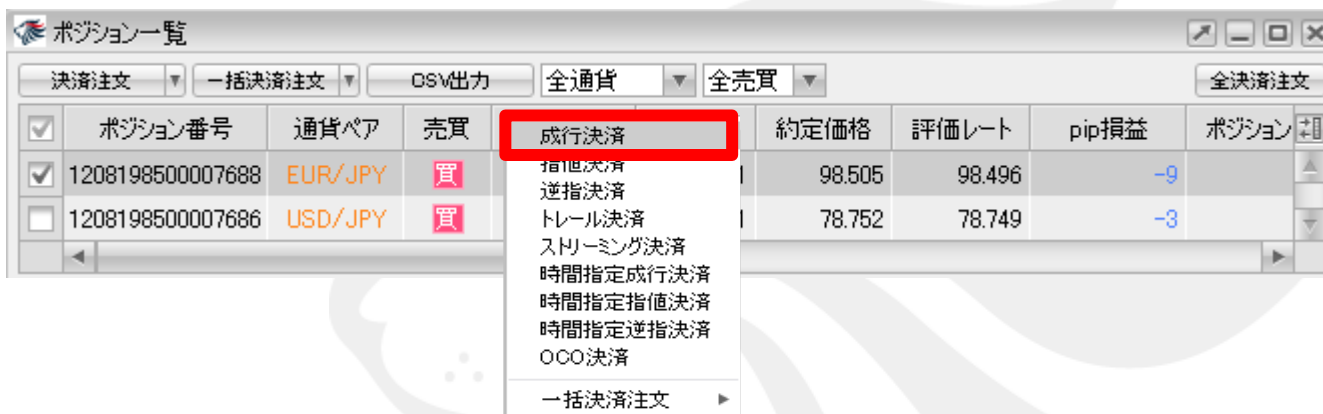 ポジション一覧
決済注文 一括決済注文 CSV出力 全通貨 全売買 全決済注文
ポジション番号 通貨ペア 売買 約定価格 評価レート pip損益 ポジション
成行決済
1208198500007688 EUR/JPY 買 1 98.505 98.496 -9
指値決済
逆指決済
1208198500007686 USD/JPY 買 1 78.752 78.749 -3
トレール決済
ストリーミング決済
時間指定成行決済
時間指定指値決済
時間指定逆指決済
OCO決済
一括決済注文